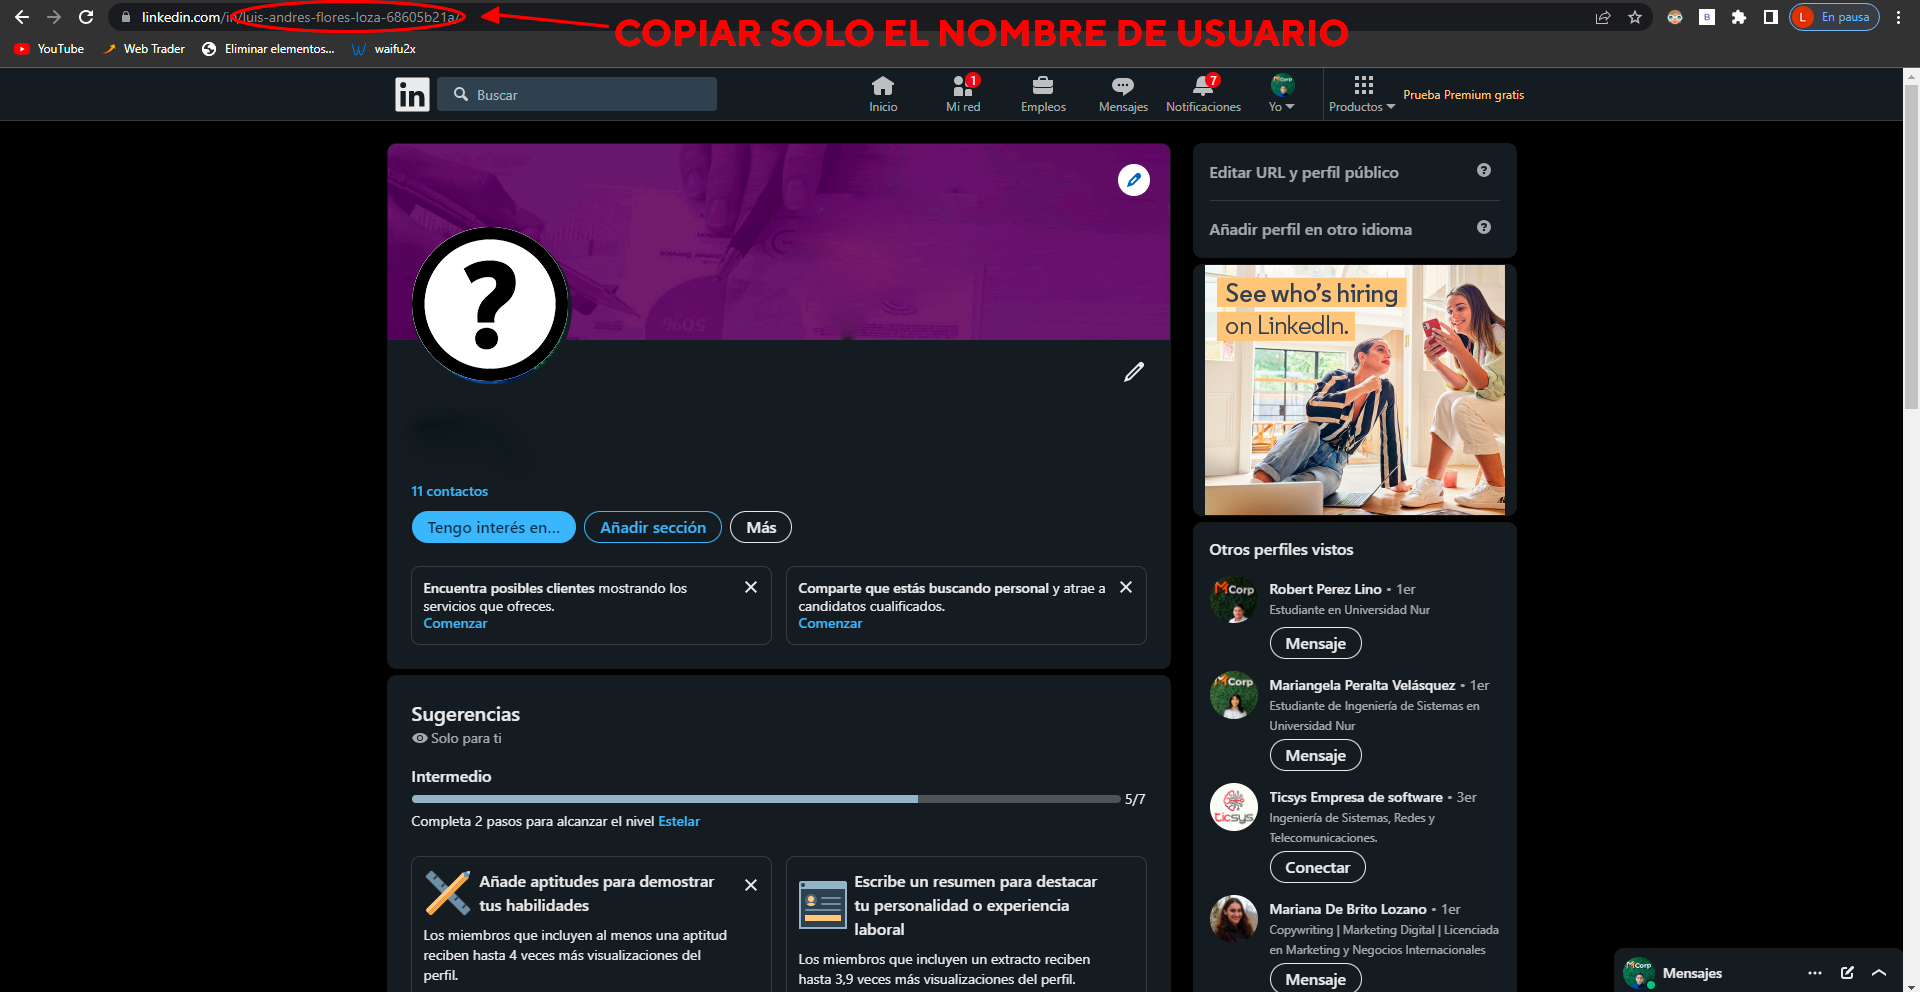 linkedin.com/in/luis-andres-flores-loza-68605b21a/
COPIAR SOLO EL NOMBRE DE USUARIO
L En pausa
YouTube
Web Trader
Eliminar elementos...
waifu2x
in
Buscar
Inicio
1
Mi red
Empleos
Mensajes
7
Notificaciones
Yo
Productos
Prueba Premium gratis
?
11 contactos
Tengo interés en...
Añadir sección
Más
Encuentra posibles clientes mostrando los
servicios que ofreces.
Comenzar
Comparte que estás buscando personal y atrae a
candidatos cualificados.
Comenzar
Sugerencias
Solo para ti
Intermedio
5/7
Completa 2 pasos para alcanzar el nivel Estelar
Añade aptitudes para demostrar
tus habilidades
Los miembros que incluyen al menos una aptitud
reciben hasta 4 veces más visualizaciones del
perfil.
Escribe un resumen para destacar
tu personalidad o experiencia
laboral
Los miembros que incluyen un extracto reciben
hasta 3,9 veces más visualizaciones del perfil.
Editar URL y perfil público
Añadir perfil en otro idioma
See who's hiring
on LinkedIn.
Otros perfiles vistos
MCorp
Robert Perez Lino • 1er
Estudiante en Universidad Nur
Mensaje
MCorp
Mariangela Peralta Velásquez • 1er
Estudiante de Ingeniería de Sistemas en
Universidad Nur
Mensaje
ticsys
Ticsys Empresa de software • 3er
Ingeniería de Sistemas, Redes y
Telecomunicaciones.
Conectar
Mariana De Brito Lozano • 1er
Copywriting | Marketing Digital | Licenciada
en Marketing y Negocios Internacionales
Mensaje
Mensajes